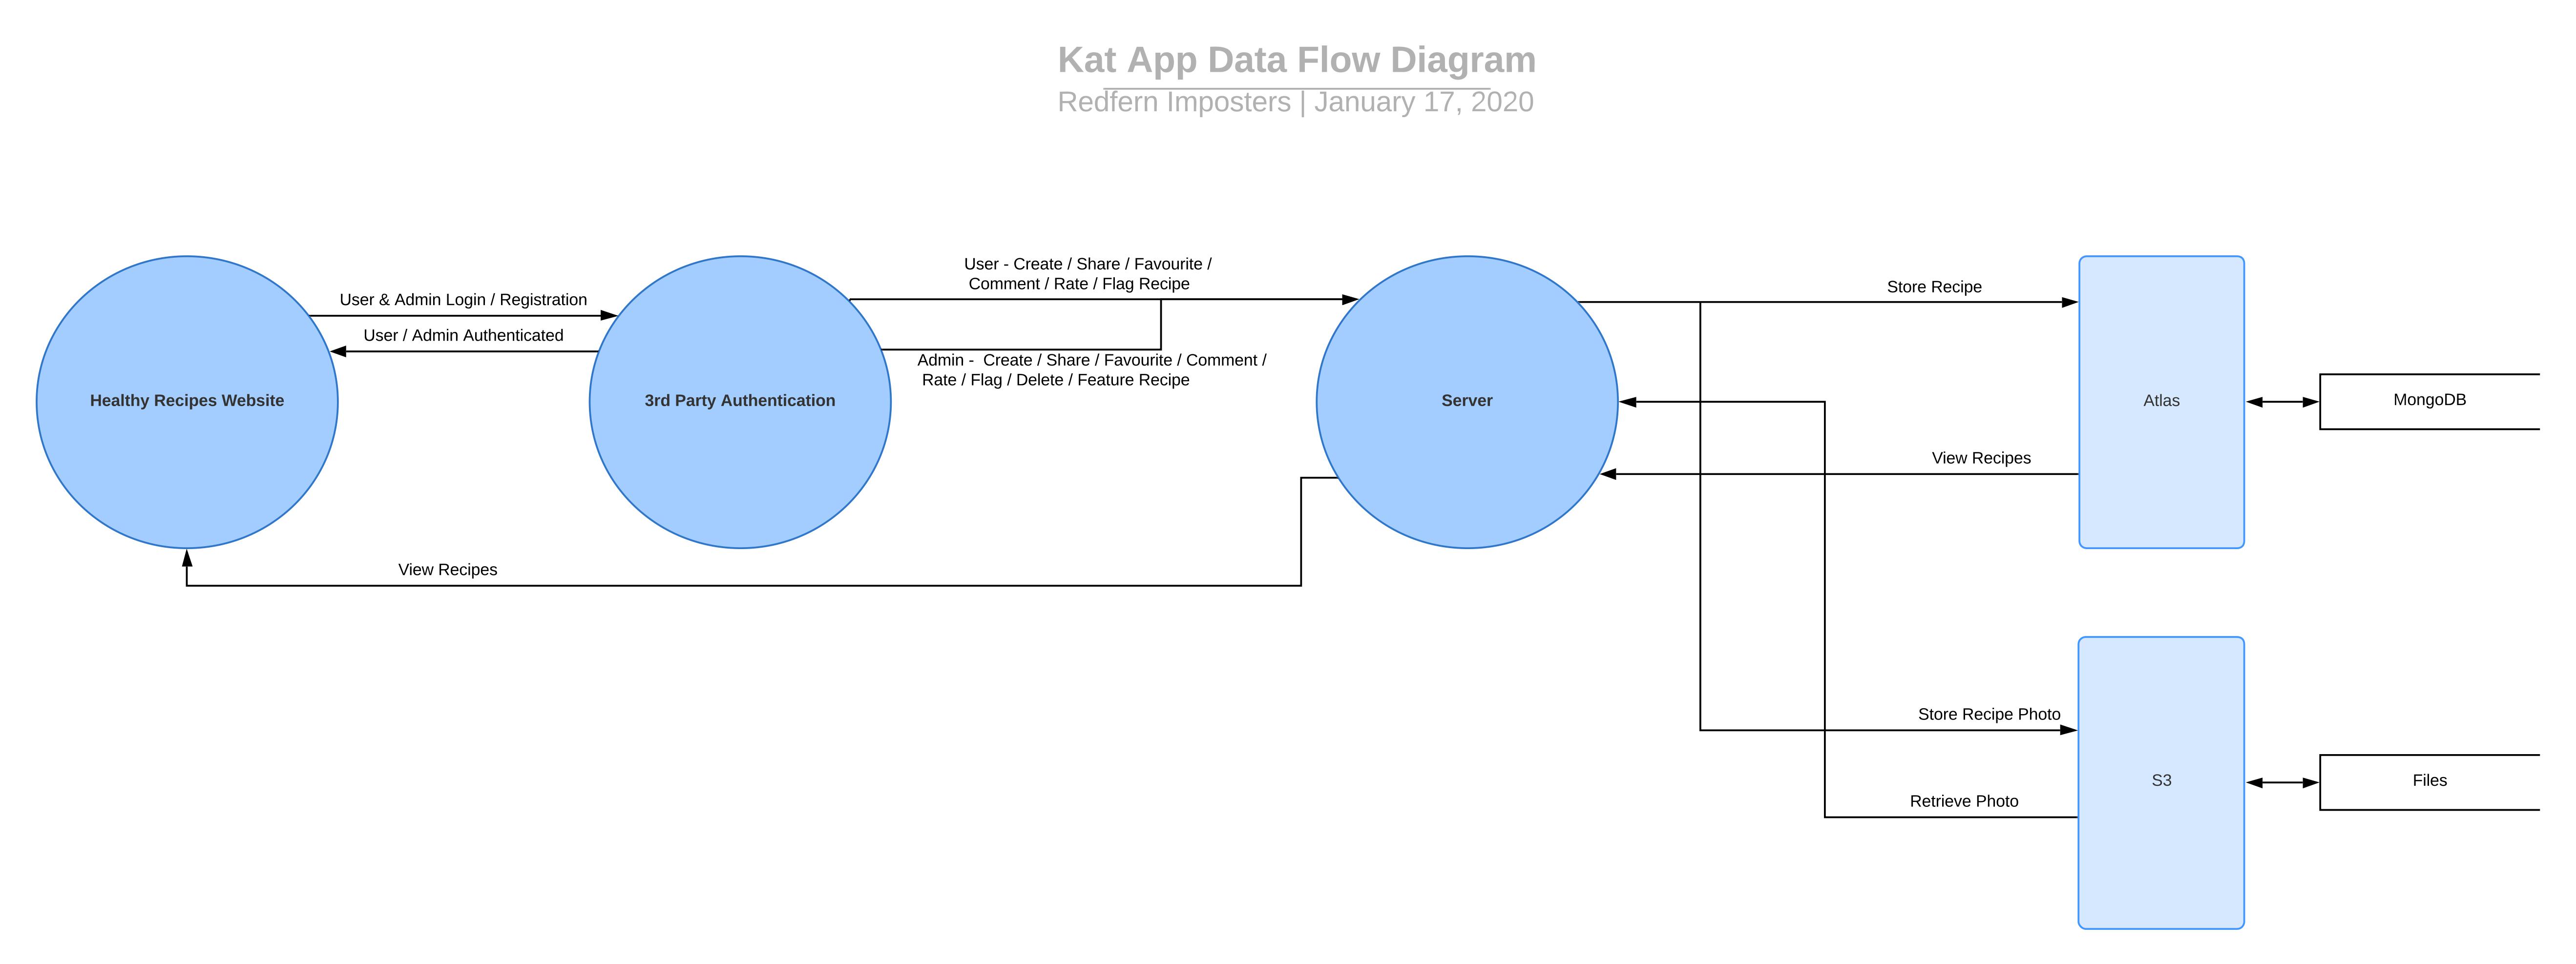 Kat App Data Flow Diagram
Redfern Imposters | January 17, 2020
User - Create / Share / Favourite /
Comment / Rate / Flag Recipe
User & Admin Login / Registration
Store Recipe
User / Admin Authenticated
Admin -  Create / Share / Favourite / Comment /
Rate / Flag / Delete / Feature Recipe
Healthy Recipes Website
3rd Party Authentication
Server
Atlas
MongoDB
View Recipes
View Recipes
Store Recipe Photo
S3
Files
Retrieve Photo